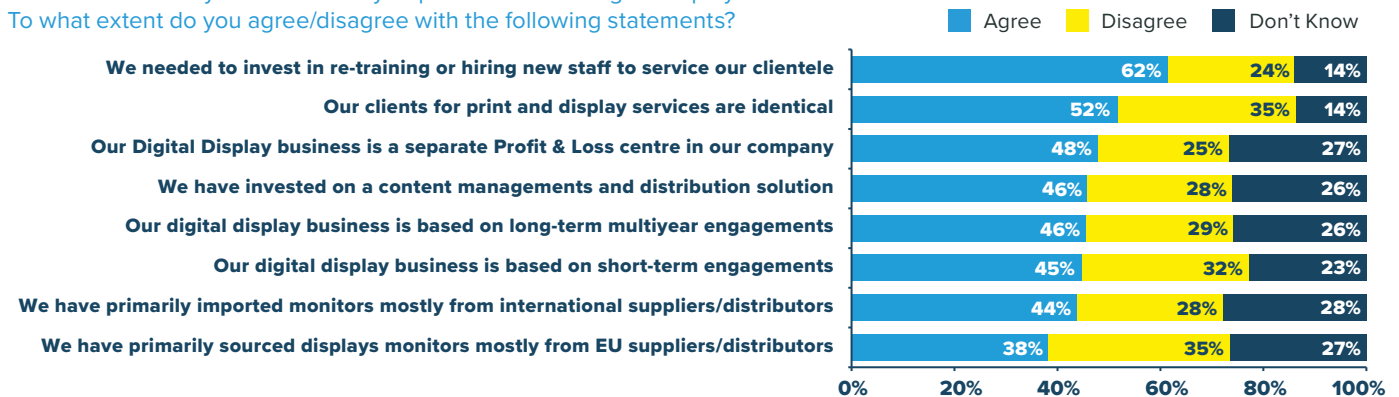 To what extent do you agree/disagree with the following statements?
Agree Disagree Don't Know
We needed to invest in re-training or hiring new staff to service our clientele 62% 24% 14%
Our clients for print and display services are identical 52% 35% 14%
Our Digital Display business is a separate Profit & Loss centre in our company 48% 25% 27%
We have invested on a content managements and distribution solution 46% 28% 26%
Our digital display business is based on long-term multiyear engagements 46% 29% 26%
Our digital display business is based on short-term engagements 45% 32% 23%
We have primarily imported monitors mostly from international suppliers/distributors 44% 28% 28%
We have primarily sourced displays monitors mostly from EU suppliers/distributors 38% 35% 27%
0% 20% 40% 60% 80% 100%